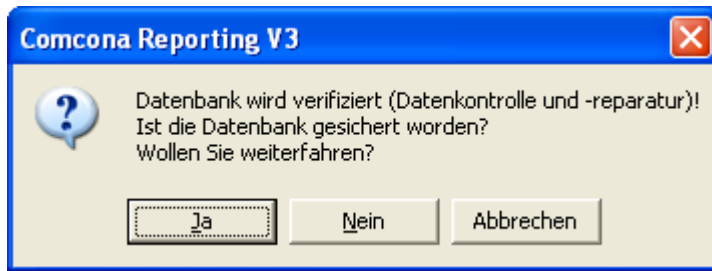 Comcona Reporting V3
Datenbank wird verifiziert (Datenkontrolle und -reparatur)!
Ist die Datenbank gesichert worden?
Wollen Sie weiterfahren?
Ja
Nein
Abbrechen